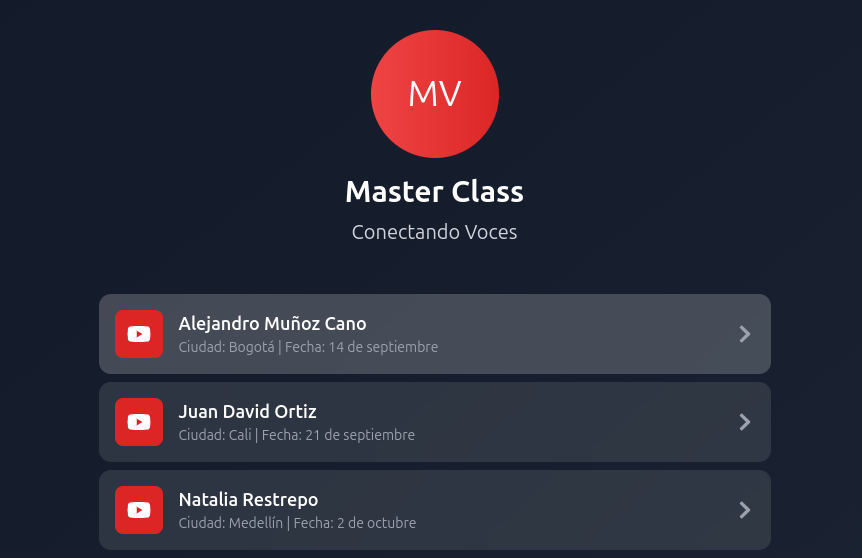 MV
Master Class
Conectando Voces
Alejandro Muñoz Cano
Ciudad: Bogotá | Fecha: 14 de septiembre
Juan David Ortiz
Ciudad: Cali | Fecha: 21 de septiembre
Natalia Restrepo
Ciudad: Medellín | Fecha: 2 de octubre